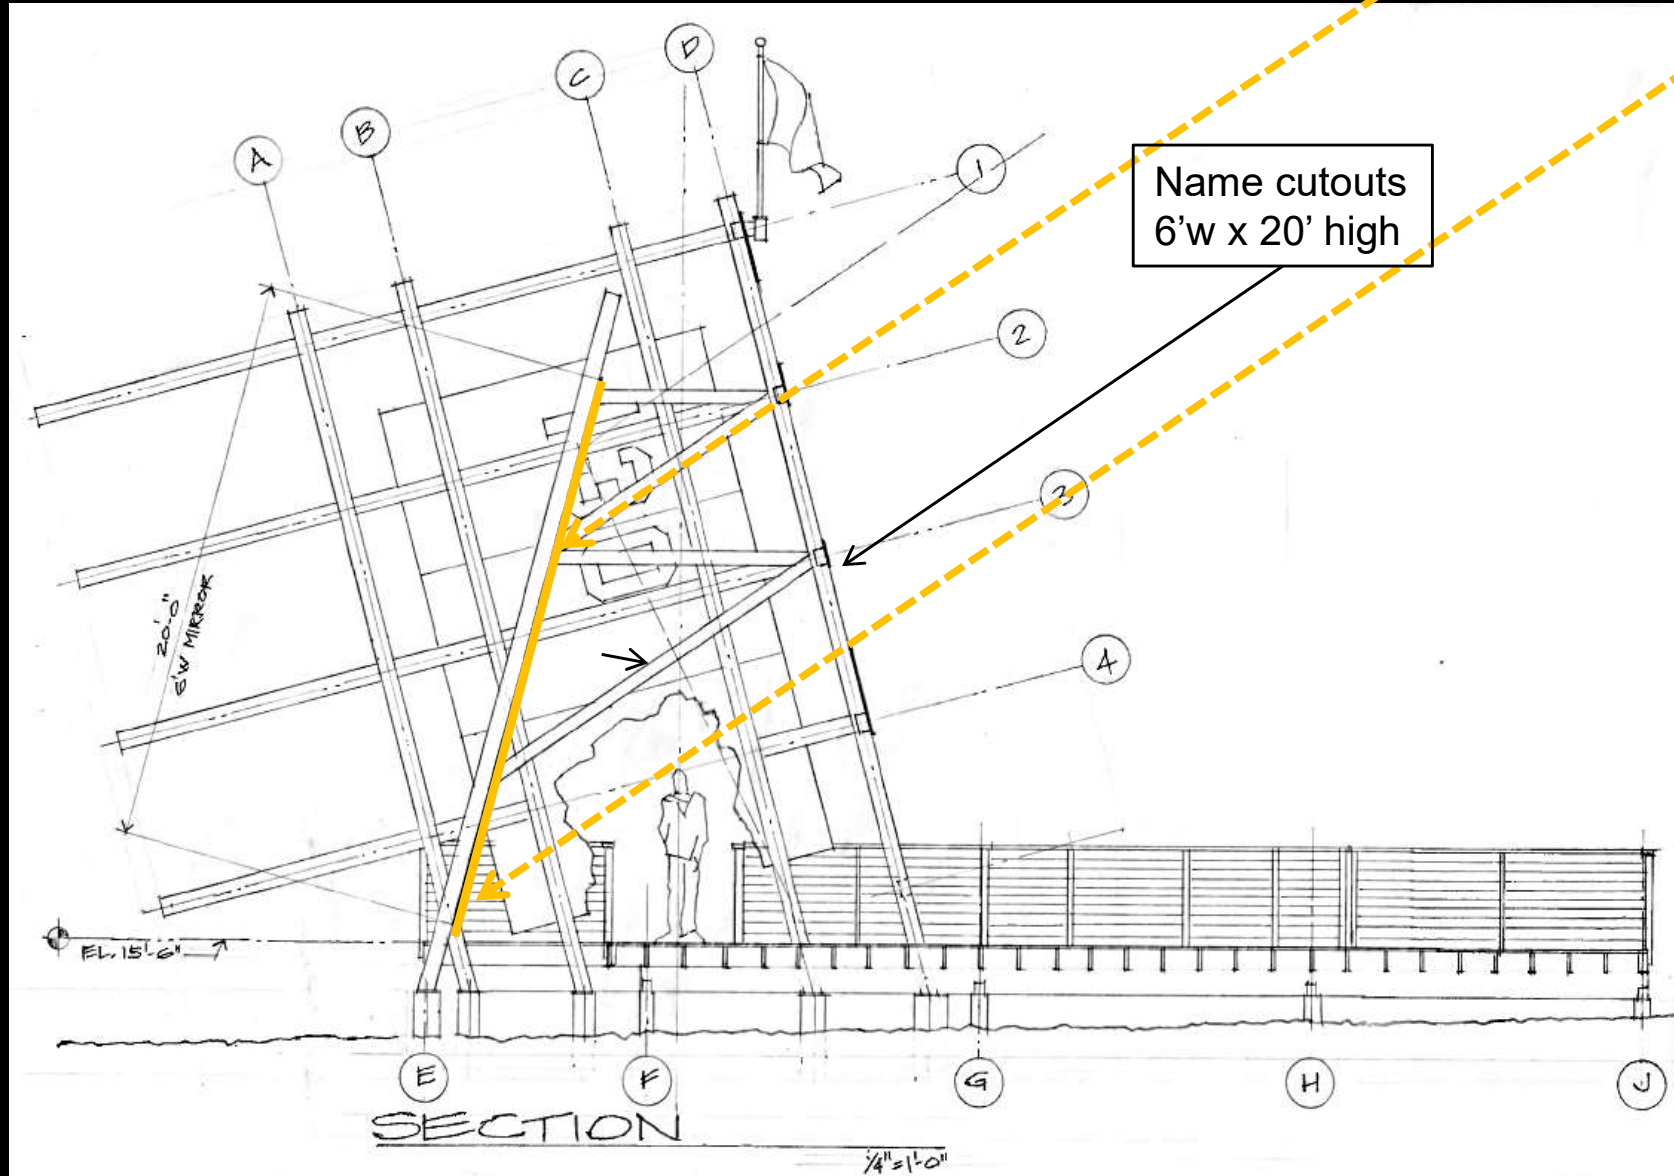 A
B
C
D
1
Name cutouts
6'w x 20' high
2
3
20'-0"
6'W MIRROR
4
EL. 15'-6"
E
F
G
H
J
SECTION
1/4"=1'-0"